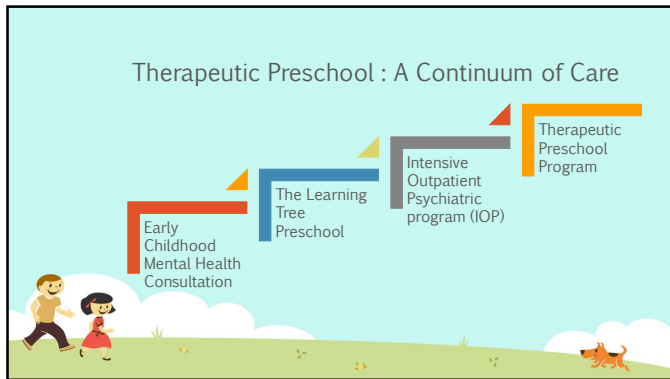 Therapeutic Preschool : A Continuum of Care
Early
Childhood
Mental Health
Consultation
The Learning
Tree
Preschool
Intensive
Outpatient
Psychiatric
program (IOP)
Therapeutic
Preschool
Program